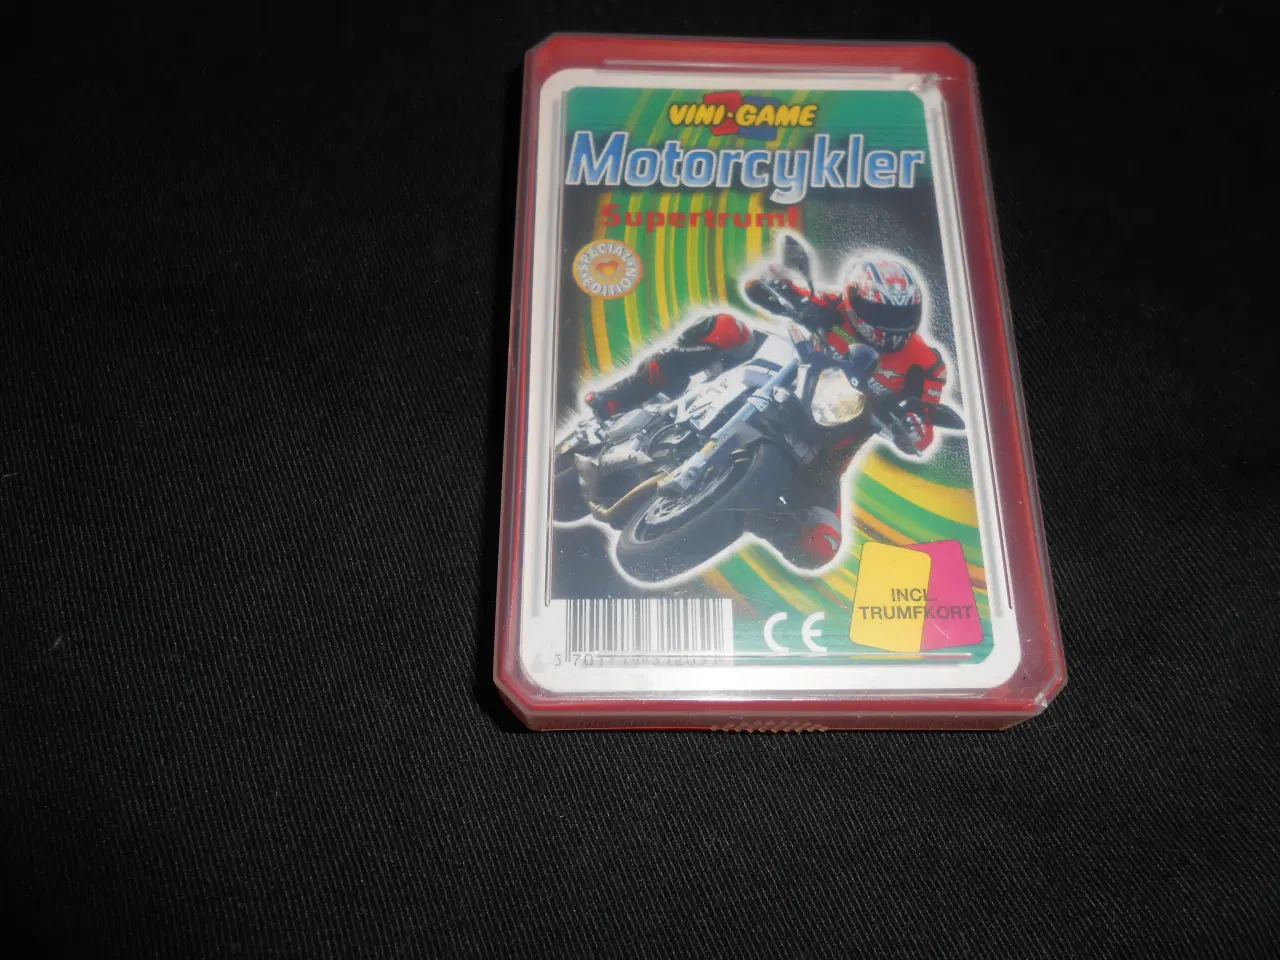 VINI·GAME
Motorcykler
Supertrumf
SPECIAL
EDITION
INCL.
TRUMFKORT
CE